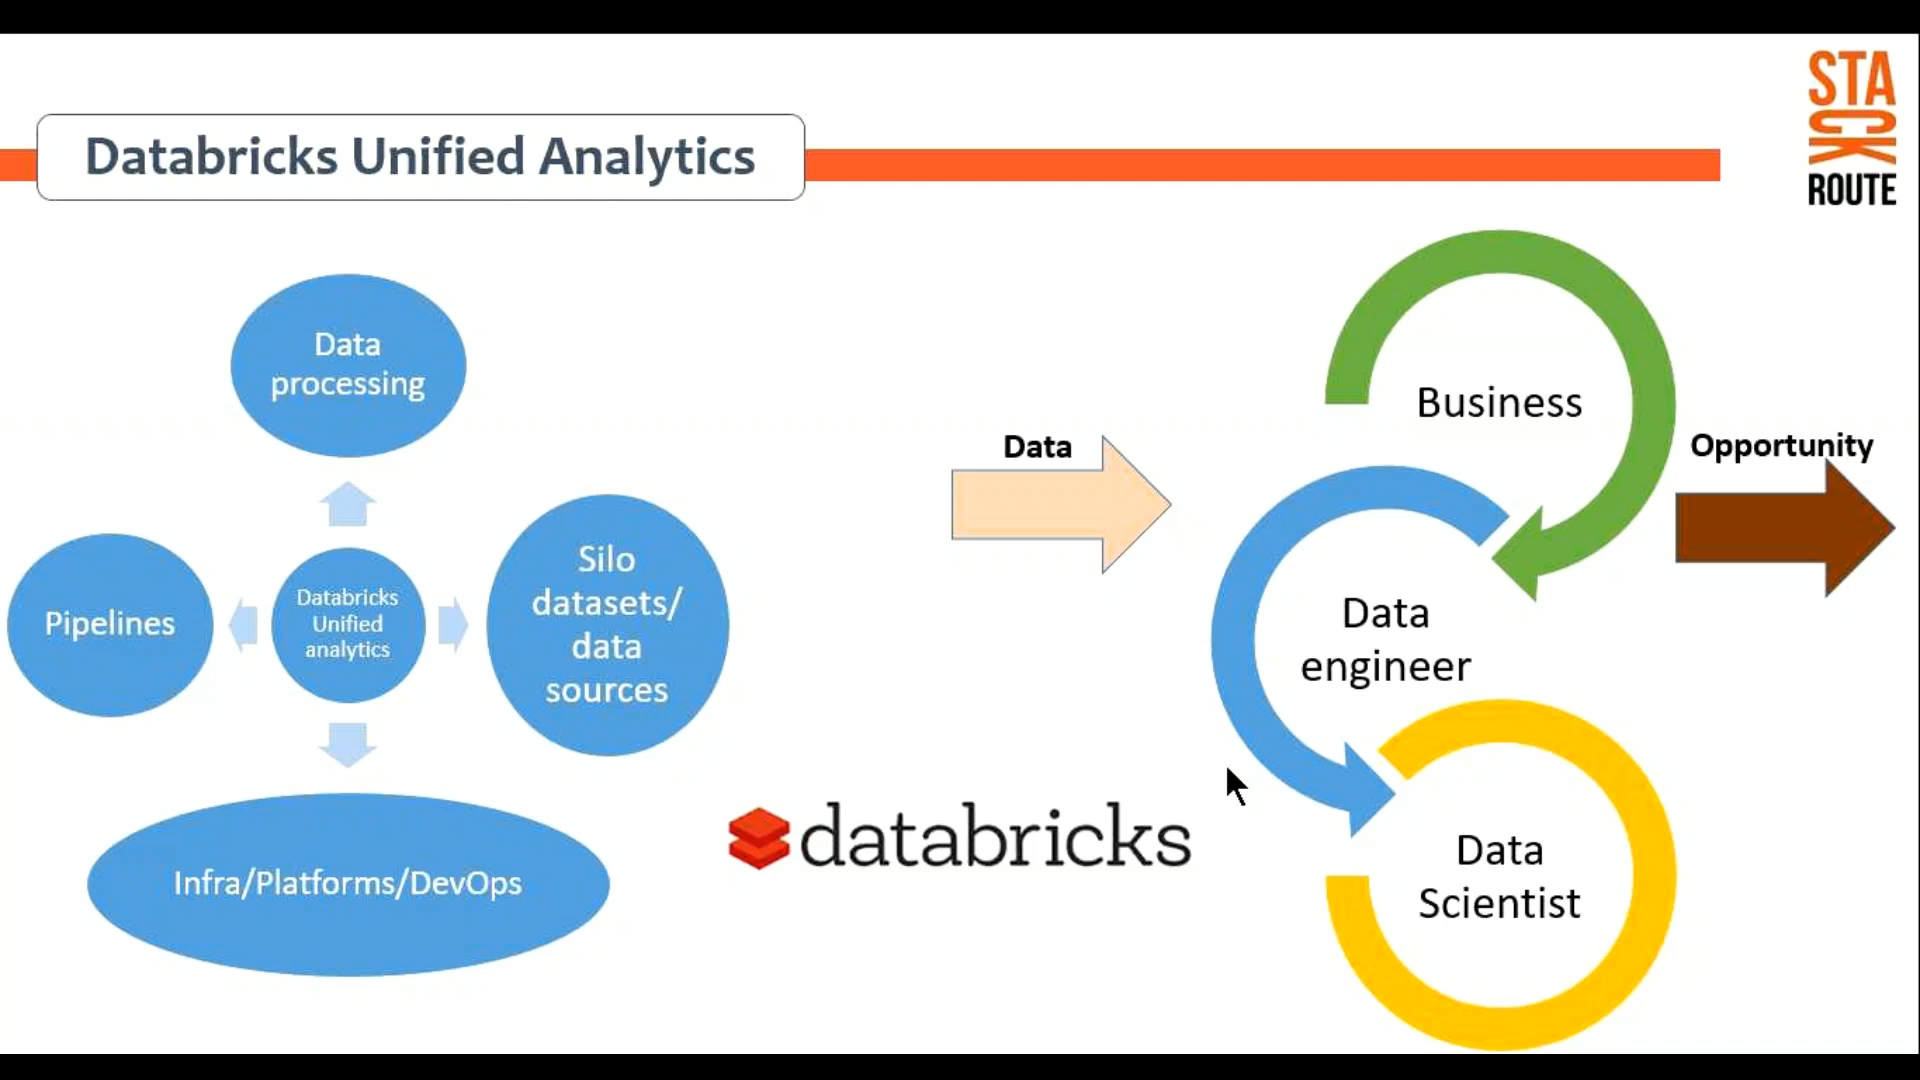 STA
CK
ROUTE
Databricks Unified Analytics
Data
processing
Pipelines
Databricks
Unified
analytics
Silo
datasets/
data
sources
Infra/Platforms/DevOps
databricks
Data
Business
Data
engineer
Data
Scientist
Opportunity